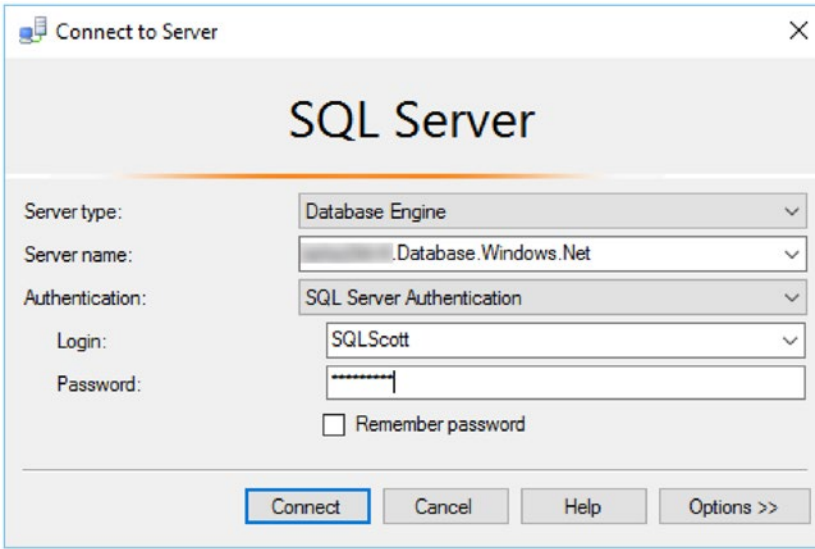 Connect to Server
SQL Server
Server type: Database Engine
Server name: .Database.Windows.Net
Authentication: SQL Server Authentication
Login: SQLScott
Password: *********
Remember password
Connect Cancel Help Options >>